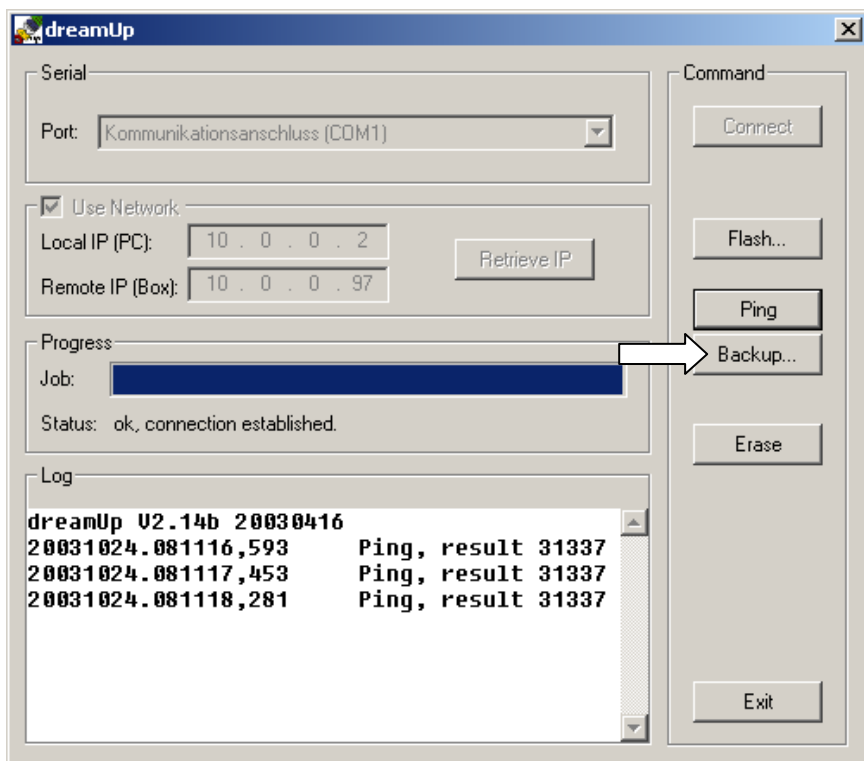 dreamUp
Serial
Port: Kommunikationsanschluss (COM1)
Use Network
Local IP (PC): 10 . 0 . 0 . 2
Remote IP (Box): 10 . 0 . 0 . 97
Retrieve IP
Progress
Job:
Status: ok, connection established.
Log
dreamUp V2.14b 20030416
20031024.081116,593 Ping, result 31337
20031024.081117,453 Ping, result 31337
20031024.081118,281 Ping, result 31337
Command
Connect
Flash...
Ping
Backup...
Erase
Exit